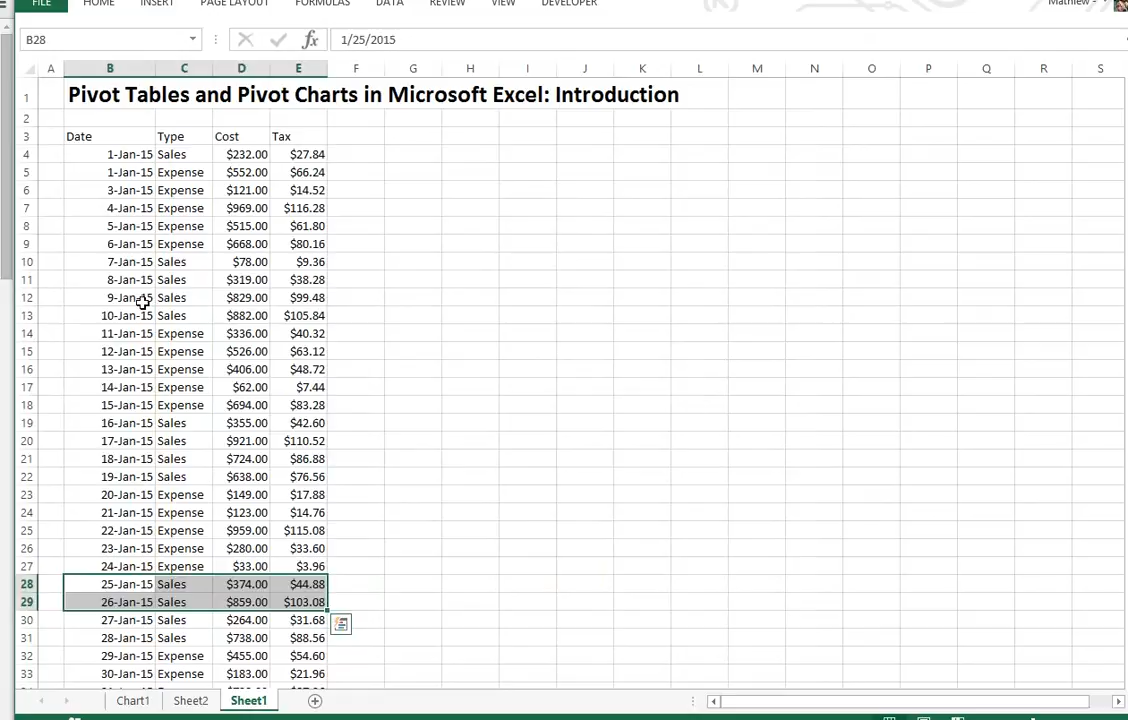 FILE HOME INSERT PAGE LAYOUT FORMULAS DATA REVIEW VIEW DEVELOPER Mathew -
B28 fx 1/25/2015
A B C D E F G H I J K L M N O P Q R S
1 Pivot Tables and Pivot Charts in Microsoft Excel: Introduction
2
3 Date Type Cost Tax
4 1-Jan-15 Sales $232.00 $27.84
5 1-Jan-15 Expense $552.00 $66.24
6 3-Jan-15 Expense $121.00 $14.52
7 4-Jan-15 Expense $969.00 $116.28
8 5-Jan-15 Expense $515.00 $61.80
9 6-Jan-15 Expense $668.00 $80.16
10 7-Jan-15 Sales $78.00 $9.36
11 8-Jan-15 Sales $319.00 $38.28
12 9-Jan-15 Sales $829.00 $99.48
13 10-Jan-15 Sales $882.00 $105.84
14 11-Jan-15 Expense $336.00 $40.32
15 12-Jan-15 Expense $526.00 $63.12
16 13-Jan-15 Expense $406.00 $48.72
17 14-Jan-15 Expense $62.00 $7.44
18 15-Jan-15 Expense $694.00 $83.28
19 16-Jan-15 Sales $355.00 $42.60
20 17-Jan-15 Sales $921.00 $110.52
21 18-Jan-15 Sales $724.00 $86.88
22 19-Jan-15 Sales $638.00 $76.56
23 20-Jan-15 Expense $149.00 $17.88
24 21-Jan-15 Expense $123.00 $14.76
25 22-Jan-15 Expense $959.00 $115.08
26 23-Jan-15 Expense $280.00 $33.60
27 24-Jan-15 Expense $33.00 $3.96
28 25-Jan-15 Sales $374.00 $44.88
29 26-Jan-15 Sales $859.00 $103.08
30 27-Jan-15 Sales $264.00 $31.68
31 28-Jan-15 Sales $738.00 $88.56
32 29-Jan-15 Expense $455.00 $54.60
33 30-Jan-15 Expense $183.00 $21.96
Chart1 Sheet2 Sheet1